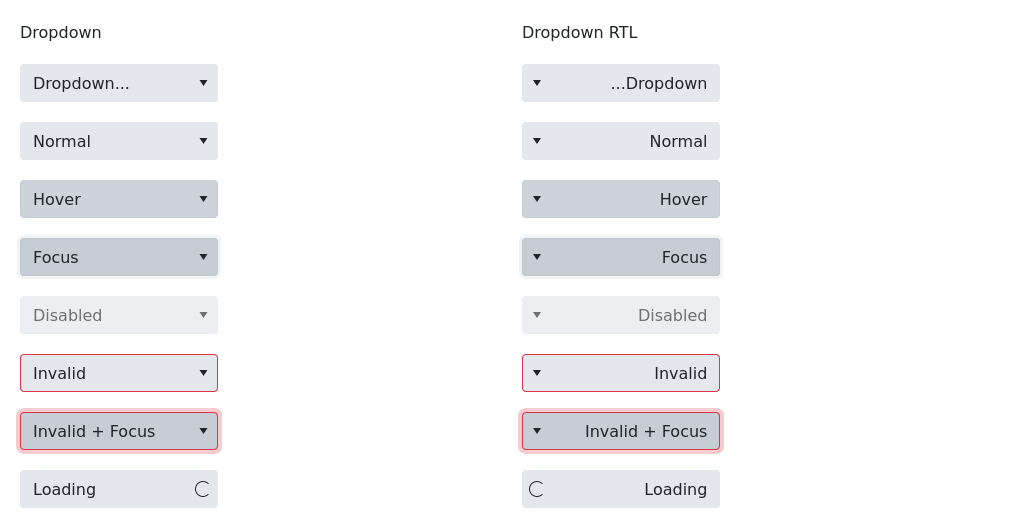 Dropdown
Dropdown...
Normal
Hover
Focus
Disabled
Invalid
Invalid + Focus
Loading
Dropdown RTL
...Dropdown
Normal
Hover
Focus
Disabled
Invalid
Invalid + Focus
Loading